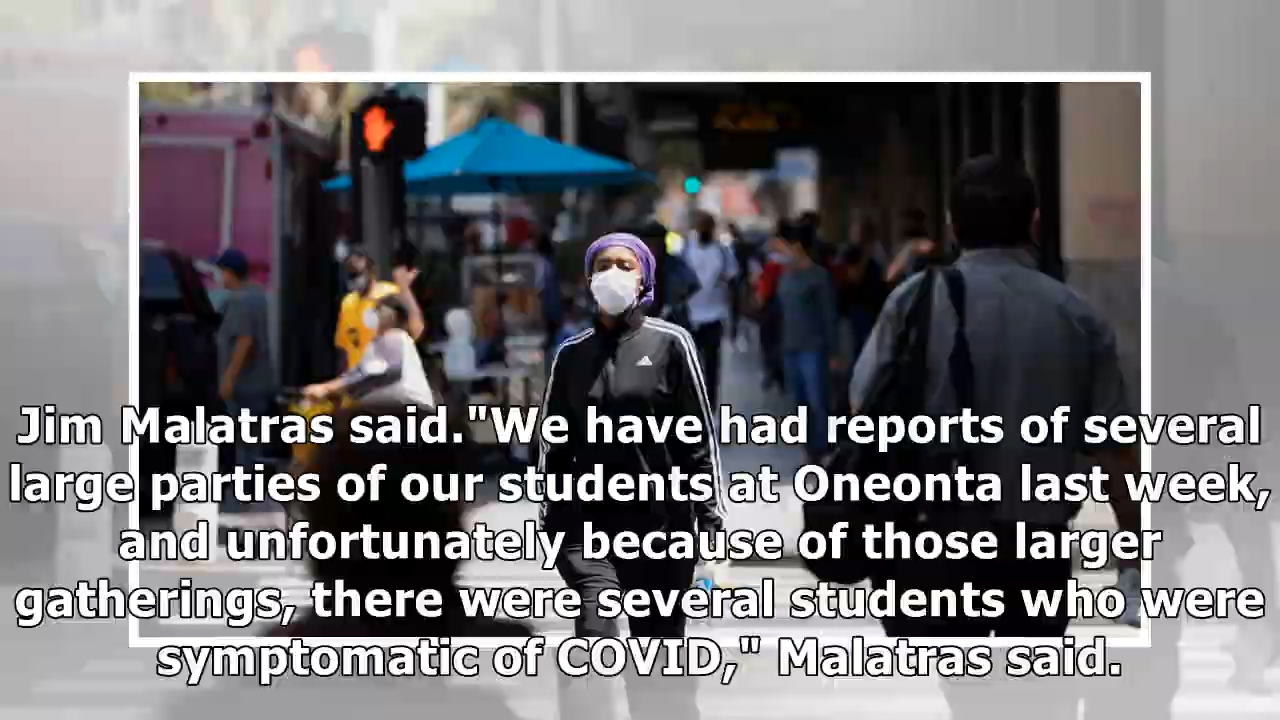 Jim Malatras said."We have had reports of several
large parties of our students at Oneonta last week,
and unfortunately because of those larger
gatherings, there were several students who were
symptomatic of COVID," Malatras said.